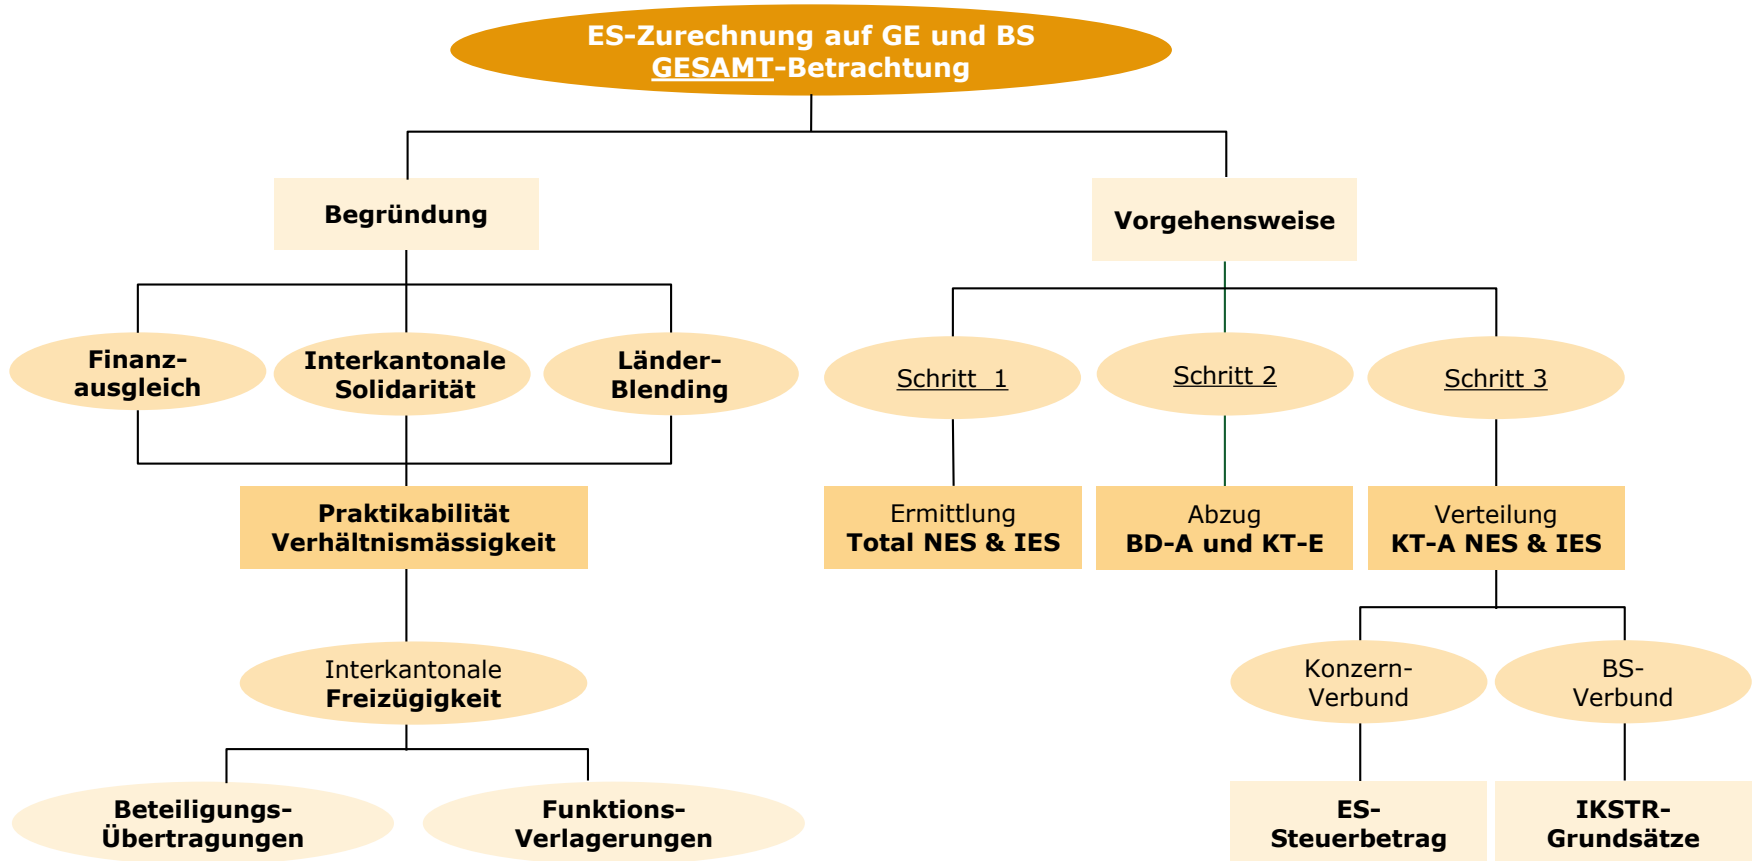 ES-Zurechnung auf GE und BS
GESAMT-Betrachtung
Begründung
Vorgehensweise
Finanz-
ausgleich
Interkantonale
Solidarität
Länder-
Blending
Schritt 1
Schritt 2
Schritt 3
Praktikabilität
Verhältnismässigkeit
Ermittlung
Total NES & IES
Abzug
BD-A und KT-E
Verteilung
KT-A NES & IES
Interkantonale
Freizügigkeit
Konzern-
Verbund
BS-
Verbund
Beteiligungs-
Übertragungen
Funktions-
Verlagerungen
ES-
Steuerbetrag
IKSTR-
Grundsätze